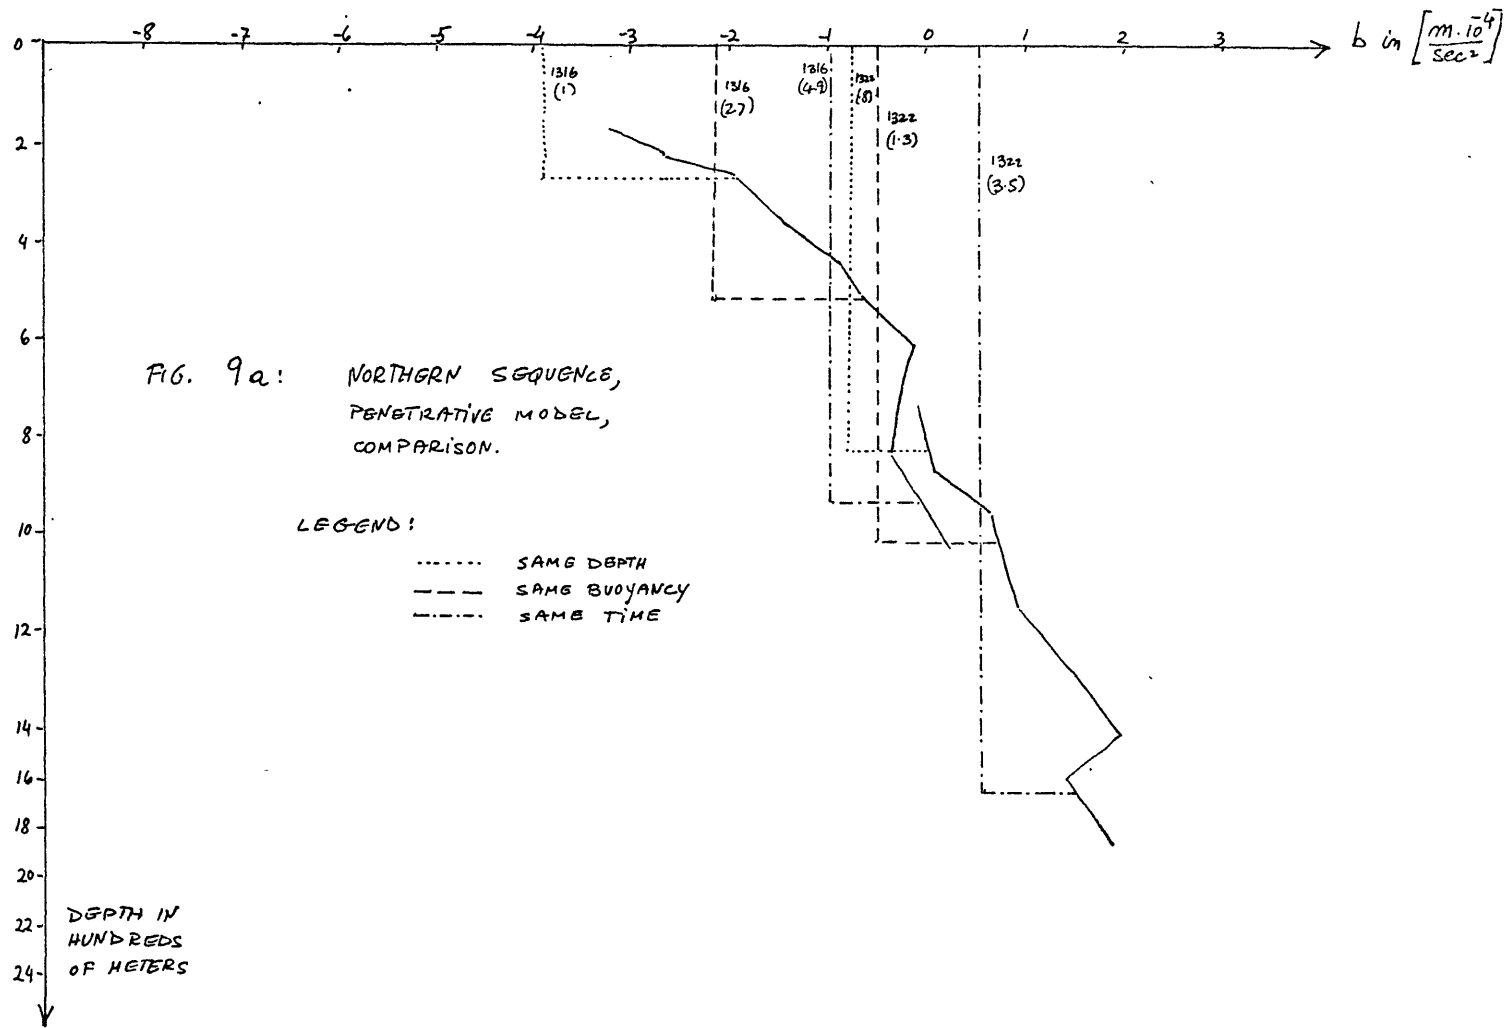 -8 -7 -6 -5 -4 -3 -2 -1 0 1 2 3
b in [m·10⁻⁴/sec²]
0
2
4
6
8
10
12
14
16
18
20
22
24
1316
(1)
1316
(2.7)
1316
(4.9)
1322
(.8)
1322
(1.3)
1322
(3.5)
FIG. 9a: NORTHERN SEQUENCE,
PENETRATIVE MODEL,
COMPARISON.
LEGEND:
SAME DEPTH
SAME BUOYANCY
SAME TIME
DEPTH IN
HUNDREDS
OF METERS